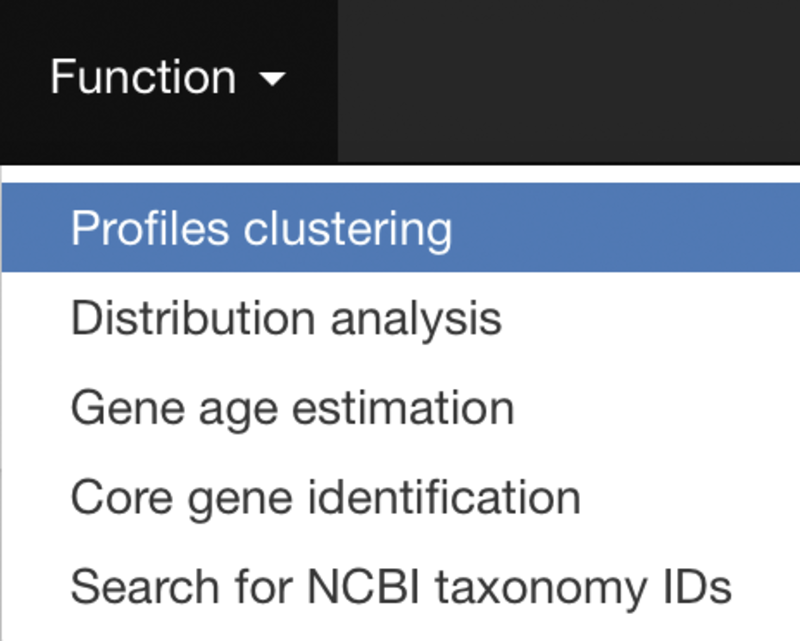 Function
Profiles clustering
Distribution analysis
Gene age estimation
Core gene identification
Search for NCBI taxonomy IDs